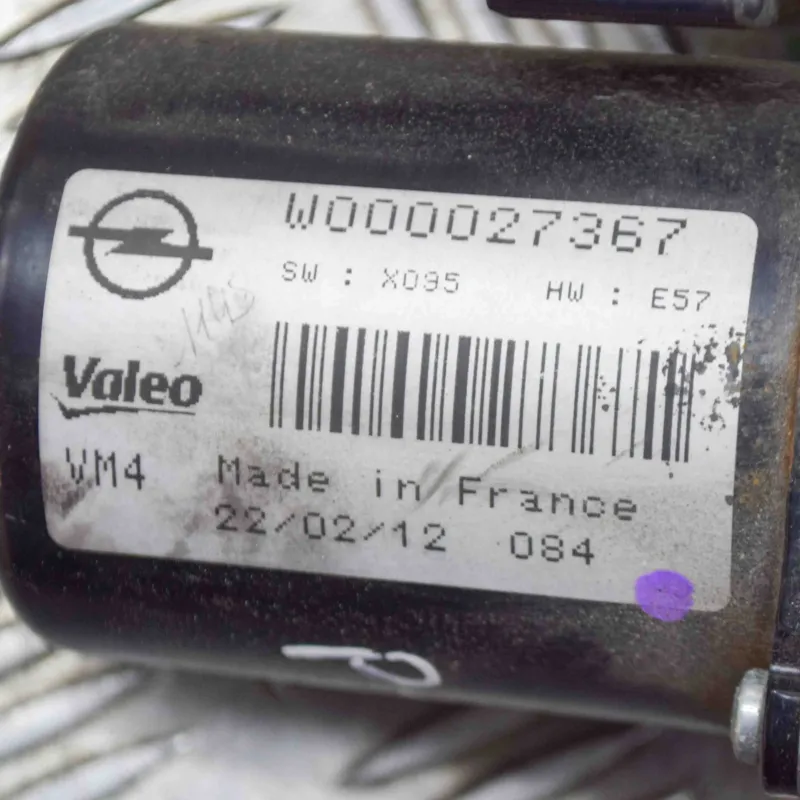 W000027367
SW : X095 HW : E57
Valeo
VM4 Made in France
22/02/12 084